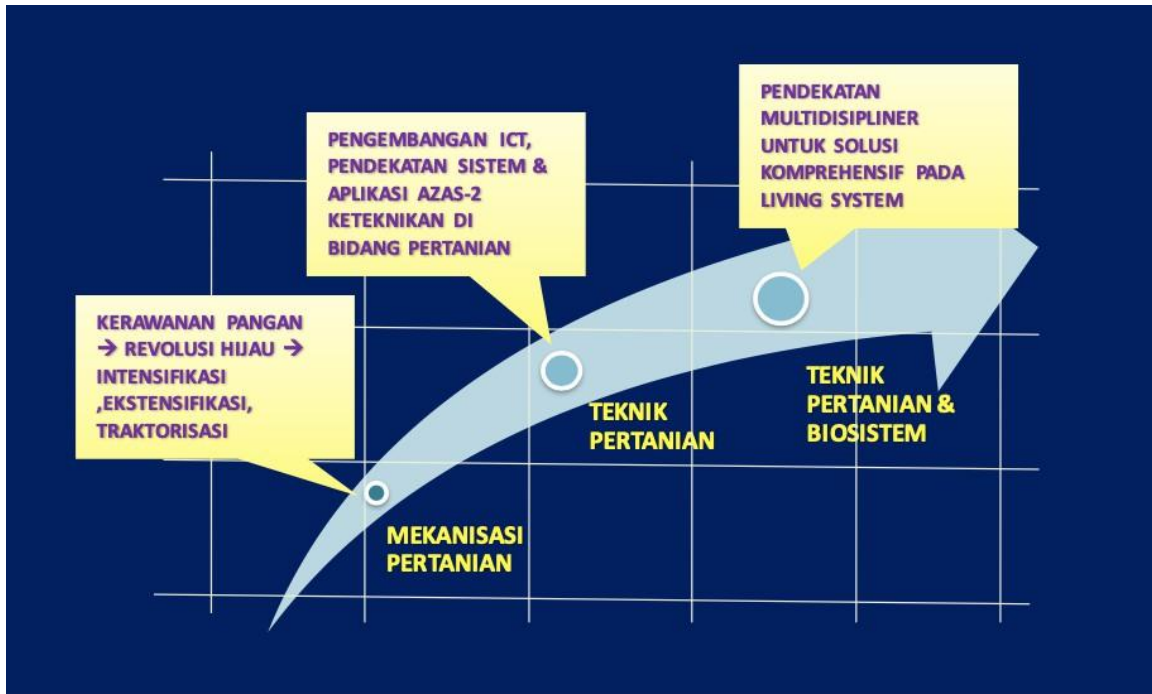 KERAWANAN PANGAN
→ REVOLUSI HIJAU →
INTENSIFIKASI
,EKSTENSIFIKASI,
TRAKTORISASI
MEKANISASI
PERTANIAN
PENGEMBANGAN ICT,
PENDEKATAN SISTEM &
APLIKASI AZAS-2
KETEKNIKAN DI
BIDANG PERTANIAN
TEKNIK
PERTANIAN
PENDEKATAN
MULTIDISIPLINER
UNTUK SOLUSI
KOMPREHENSIF PADA
LIVING SYSTEM
TEKNIK
PERTANIAN &
BIOSISTEM